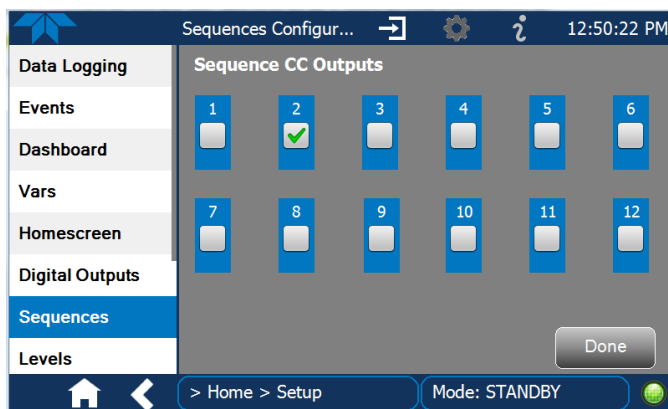 Sequences Configur... 12:50:22 PM
Data Logging
Events
Dashboard
Vars
Homescreen
Digital Outputs
Sequences
Levels
Sequence CC Outputs
1 2 3 4 5 6
7 8 9 10 11 12
Done
> Home > Setup
Mode: STANDBY